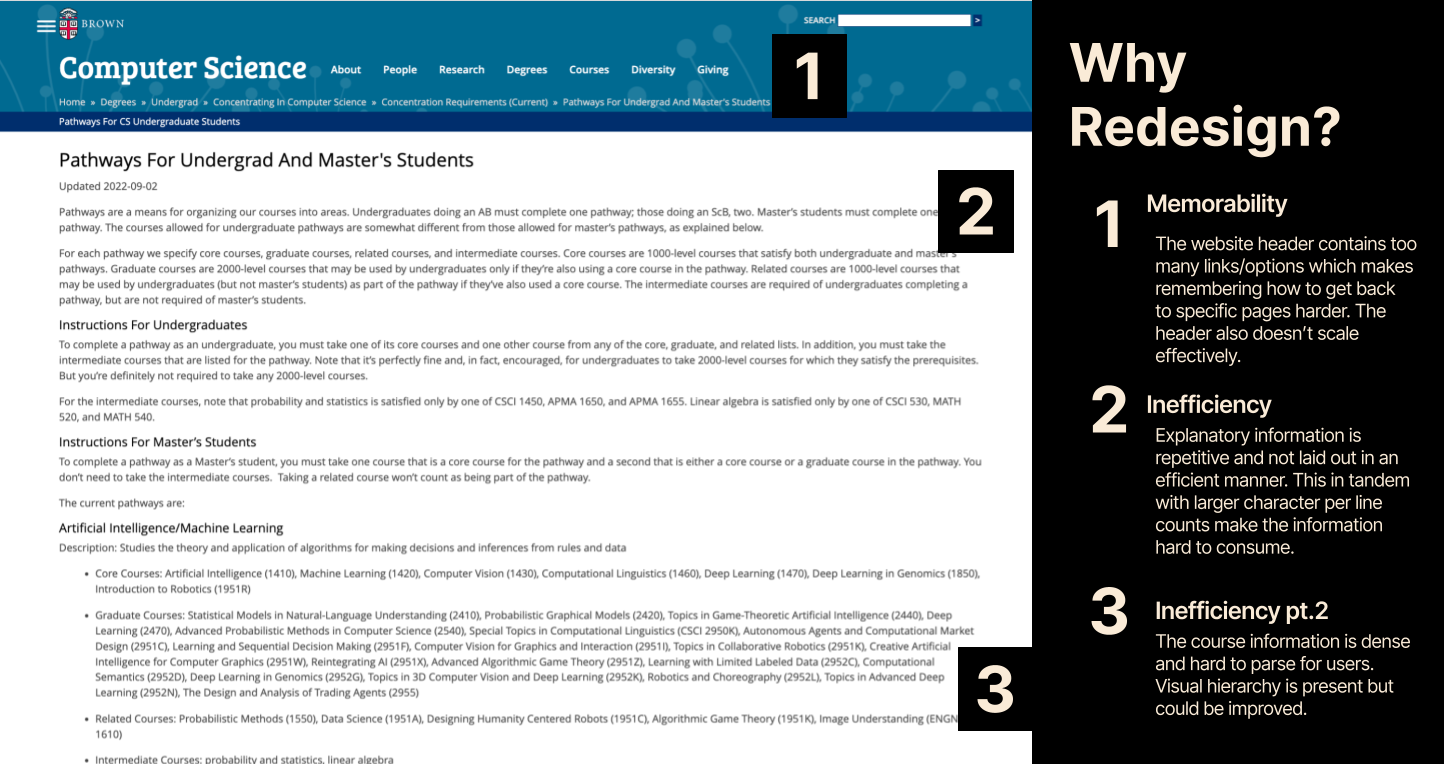 BROWN
SEARCH
>
Computer Science
About People Research Degrees Courses Diversity Giving
Home » Degrees » Undergrad » Concentrating In Computer Science » Concentration Requirements (Current) » Pathways For Undergrad And Master's Students
Pathways For CS Undergraduate Students
1
Pathways For Undergrad And Master's Students
Updated 2022-09-02
Pathways are a means for organizing our courses into areas. Undergraduates doing an AB must complete one pathway; those doing an ScB, two. Master's students must complete one
pathway. The courses allowed for undergraduate pathways are somewhat different from those allowed for master's pathways, as explained below.
2
For each pathway we specify core courses, graduate courses, related courses, and intermediate courses. Core courses are 1000-level courses that satisfy both undergraduate and master's
pathways. Graduate courses are 2000-level courses that may be used by undergraduates only if they're also using a core course in the pathway. Related courses are 1000-level courses that
may be used by undergraduates (but not master's students) as part of the pathway if they've also used a core course. The intermediate courses are required of undergraduates completing a
pathway, but are not required of master's students.
Instructions For Undergraduates
To complete a pathway as an undergraduate, you must take one of its core courses and one other course from any of the core, graduate, and related lists. In addition, you must take the
intermediate courses that are listed for the pathway. Note that it's perfectly fine and, in fact, encouraged, for undergraduates to take 2000-level courses for which they satisfy the prerequisites.
But you're definitely not required to take any 2000-level courses.
For the intermediate courses, note that probability and statistics is satisfied only by one of CSCI 1450, APMA 1650, and APMA 1655. Linear algebra is satisfied only by one of CSCI 530, MATH
520, and MATH 540.
Instructions For Master's Students
To complete a pathway as a Master's student, you must take one course that is a core course for the pathway and a second that is either a core course or a graduate course in the pathway. You
don't need to take the intermediate courses. Taking a related course won't count as being part of the pathway.
The current pathways are:
Artificial Intelligence/Machine Learning
Description: Studies the theory and application of algorithms for making decisions and inferences from rules and data
• Core Courses: Artificial Intelligence (1410), Machine Learning (1420), Computer Vision (1430), Computational Linguistics (1460), Deep Learning (1470), Deep Learning in Genomics (1850),
Introduction to Robotics (1951R)
• Graduate Courses: Statistical Models in Natural-Language Understanding (2410), Probabilistic Graphical Models (2420), Topics in Game-Theoretic Artificial Intelligence (2440), Deep
Learning (2470), Advanced Probabilistic Methods in Computer Science (2540), Special Topics in Computational Linguistics (CSCI 2950K), Autonomous Agents and Computational Market
Design (2951C), Learning and Sequential Decision Making (2951F), Computer Vision for Graphics and Interaction (2951I), Topics in Collaborative Robotics (2951K), Creative Artificial
Intelligence for Computer Graphics (2951W), Reintegrating AI (2951X), Advanced Algorithmic Game Theory (2951Z), Learning with Limited Labeled Data (2952C), Computational
Semantics (2952D), Deep Learning in Genomics (2952G), Topics in 3D Computer Vision and Deep Learning (2952K), Robotics and Choreography (2952L), Topics in Advanced Deep
Learning (2952N), The Design and Analysis of Trading Agents (2955)
3
• Related Courses: Probabilistic Methods (1550), Data Science (1951A), Designing Humanity Centered Robots (1951C), Algorithmic Game Theory (1951K), Image Understanding (ENGN
1610)
• Intermediate Courses: probability and statistics, linear algebra
Why
Redesign?
1 Memorability
The website header contains too
many links/options which makes
remembering how to get back
to specific pages harder. The
header also doesn't scale
effectively.
2 Inefficiency
Explanatory information is
repetitive and not laid out in an
efficient manner. This in tandem
with larger character per line
counts make the information
hard to consume.
3 Inefficiency pt.2
The course information is dense
and hard to parse for users.
Visual hierarchy is present but
could be improved.